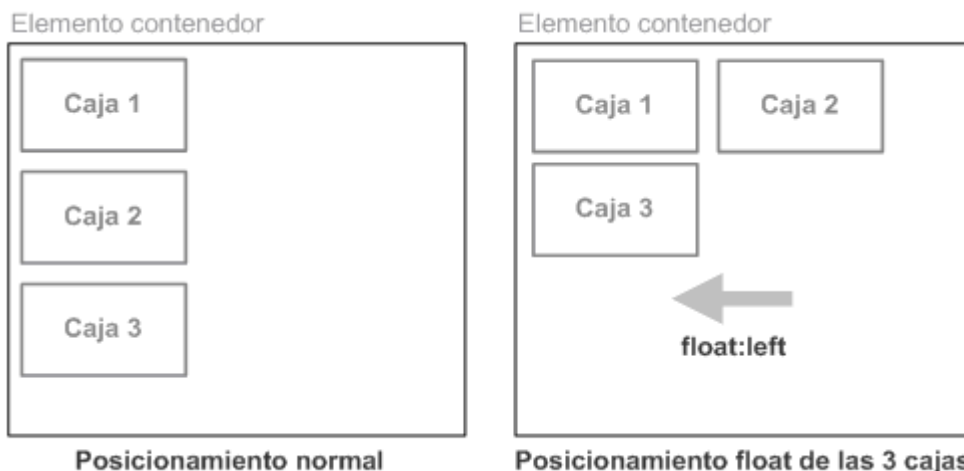 Elemento contenedor
Caja 1
Caja 2
Caja 3
Posicionamiento normal
Elemento contenedor
Caja 1
Caja 2
Caja 3
float:left
Posicionamiento float de las 3 cajas